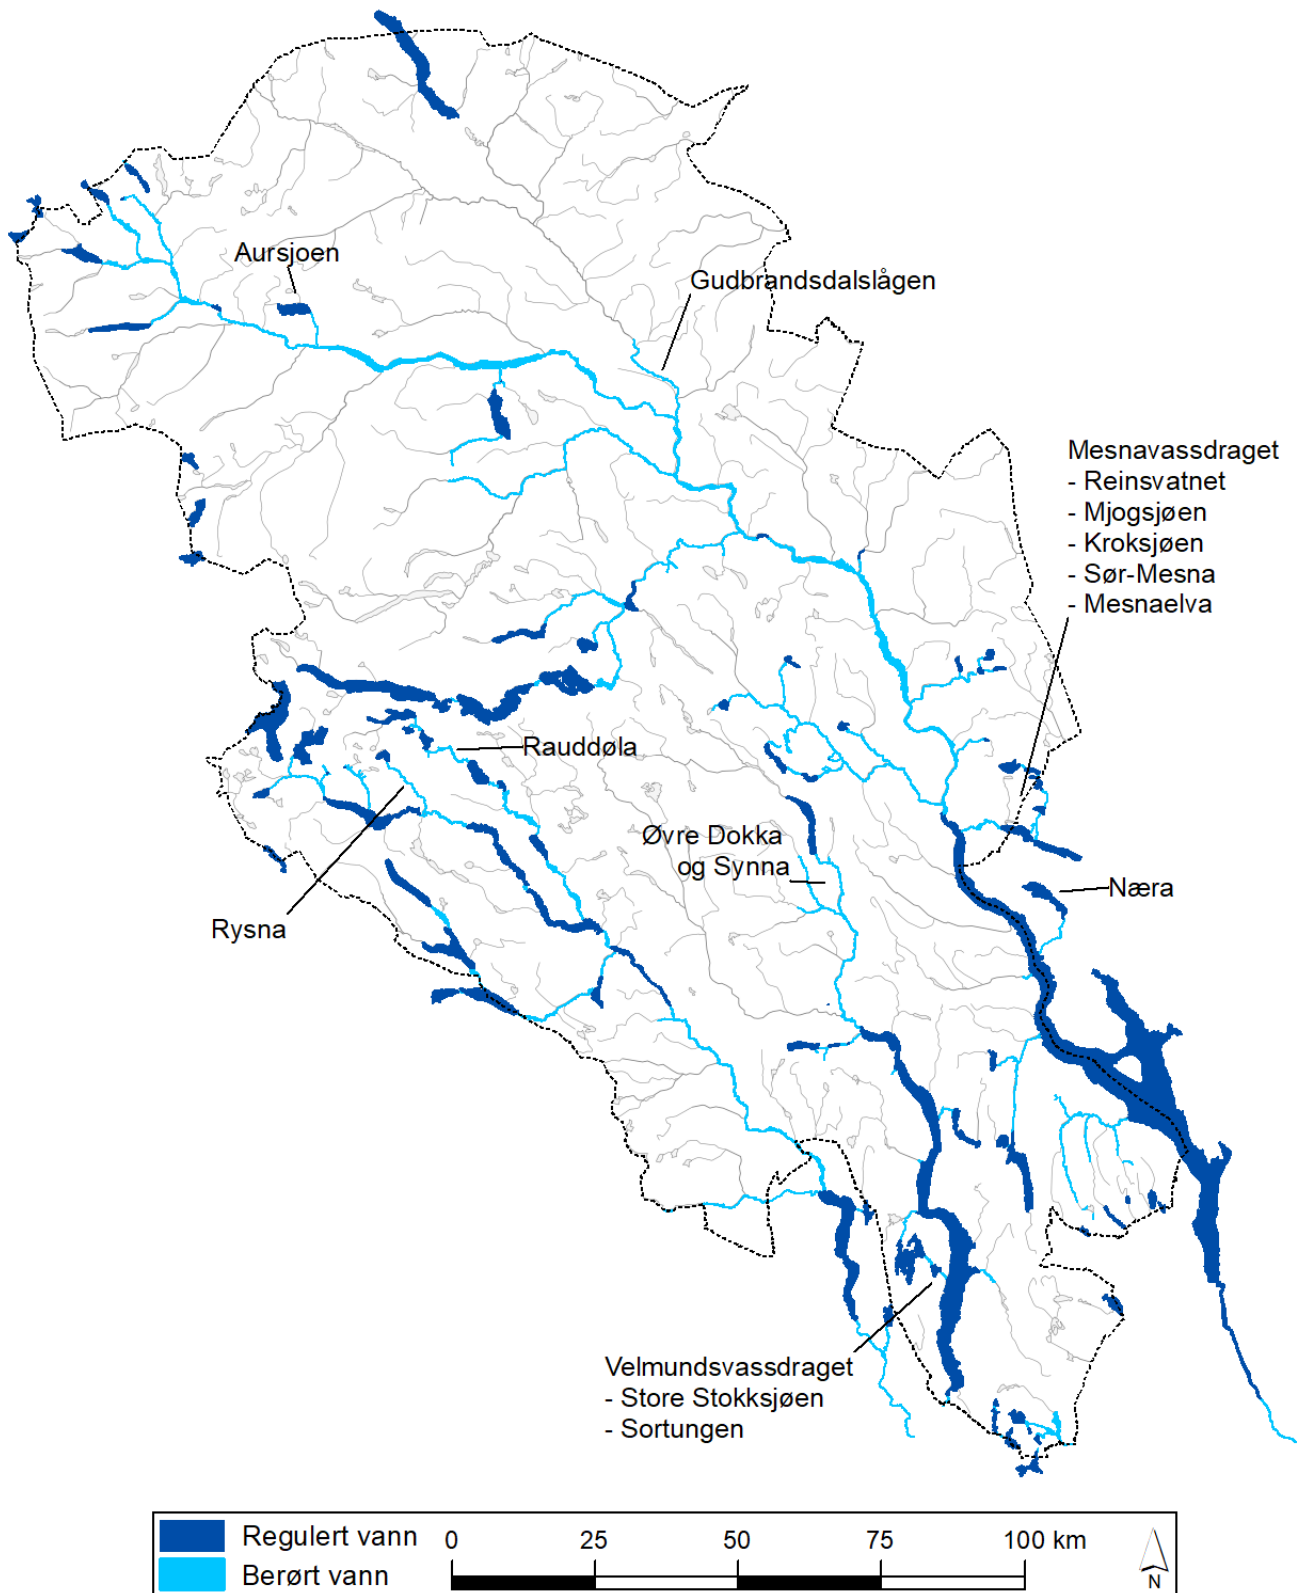 Aursjoen
Gudbrandsdalslågen
Mesnavassdraget
- Reinsvatnet
- Mjogsjøen
- Kroksjøen
- Sør-Mesna
- Mesnaelva
Rauddøla
Øvre Dokka
og Synna
Næra
Rysna
Velmundsvassdraget
- Store Stokksjøen
- Sortungen
Regulert vann
Berørt vann
0 25 50 75 100 km
N